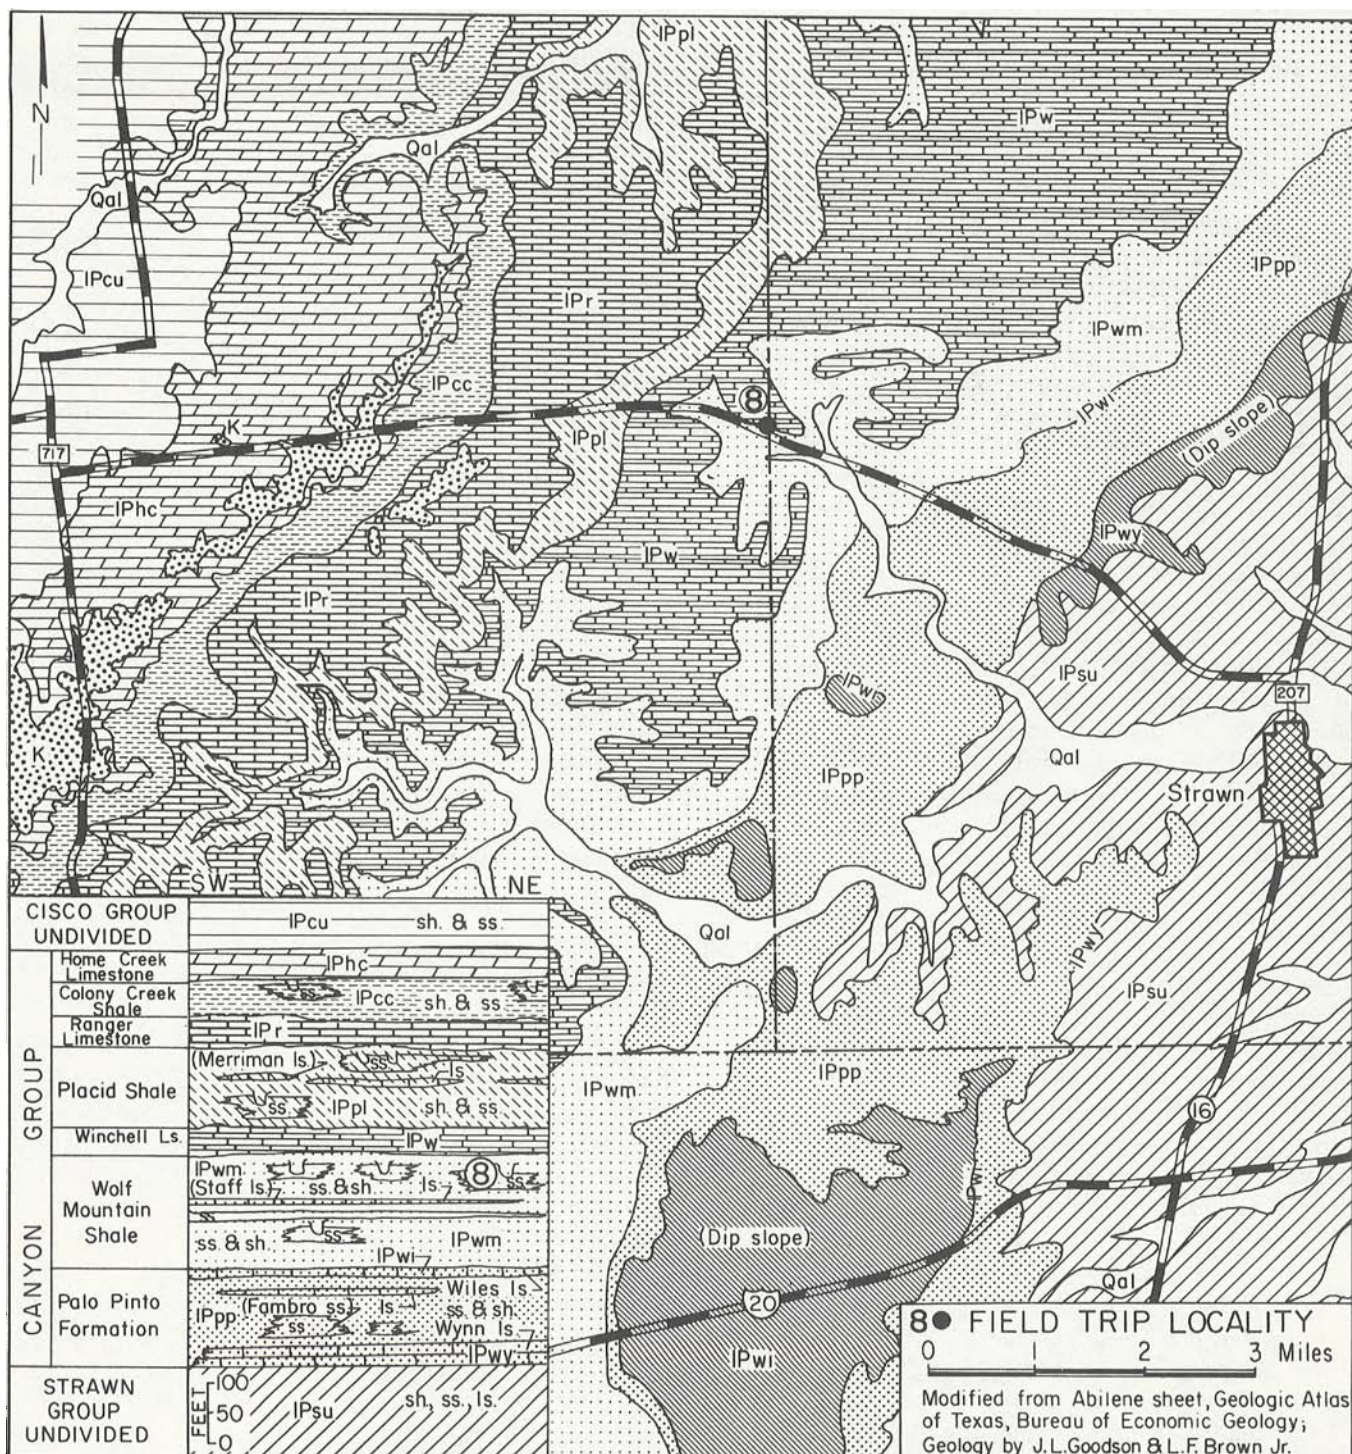 IPpl
N
IPw
Qal
Qal
IPcu
IPpp
IPr
IPwm
IPcc
IPwi
8
(Dip slope)
K
IPpl
717
IPhc
IPwy
IPw
IPr
IPsu
IPwi
207
Qal
K
IPpp
Strawn
SW
NE
Qal
IPwy
IPsu
IPwm
IPpp
16
IPwi
(Dip slope)
20
Qal
IPwi
CISCO GROUP
UNDIVIDED
IPcu sh. & ss.
CANYON GROUP
Home Creek
Limestone
IPhc
Colony Creek
Shale
ss IPcc sh. & ss
Ranger
Limestone
IPr
Placid Shale
(Merriman ls.) ss. ls
ss. IPpl sh. & ss
Winchell Ls.
IPw
Wolf
Mountain
Shale
IPwm 8
(Staff ls.) ss. & sh. ls. ss.
ss. & sh. ss. IPwm
IPwi
Palo Pinto
Formation
Wiles ls.
IPpp (Fambro ss) ls. ss. & sh.
ss Wynn ls.
IPwy
STRAWN
GROUP
UNDIVIDED
FEET
100
50
0
IPsu sh., ss., ls.
8 FIELD TRIP LOCALITY
0 1 2 3 Miles
Modified from Abilene sheet, Geologic Atlas
of Texas, Bureau of Economic Geology;
Geology by J.L.Goodson & L.F. Brown Jr.